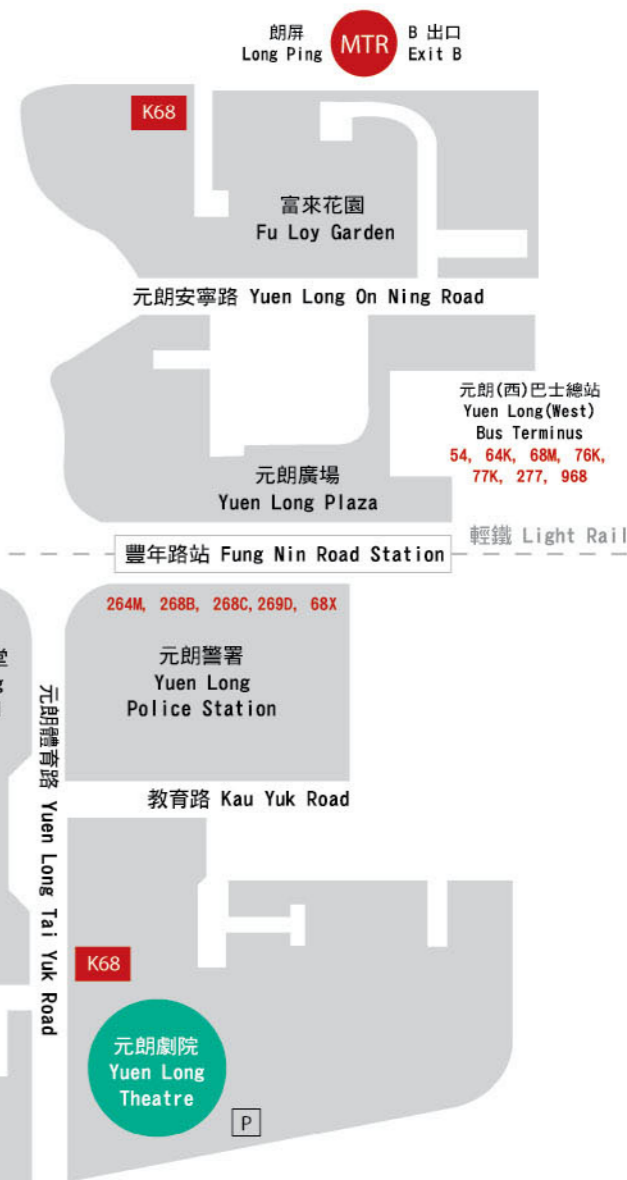 朗屏
Long Ping
MTR
B 出口
Exit B
K68
富來花園
Fu Loy Garden
元朗安寧路 Yuen Long On Ning Road
元朗(西)巴士總站
Yuen Long(West)
Bus Terminus
54, 64K, 68M, 76K,
77K, 277, 968
元朗廣場
Yuen Long Plaza
輕鐵 Light Rail
豐年路站 Fung Nin Road Station
264M, 268B, 268C, 269D, 68X
元朗警署
Yuen Long
Police Station
元朗體育路 Yuen Long Tai Yuk Road
教育路 Kau Yuk Road
K68
元朗劇院
Yuen Long
Theatre
P